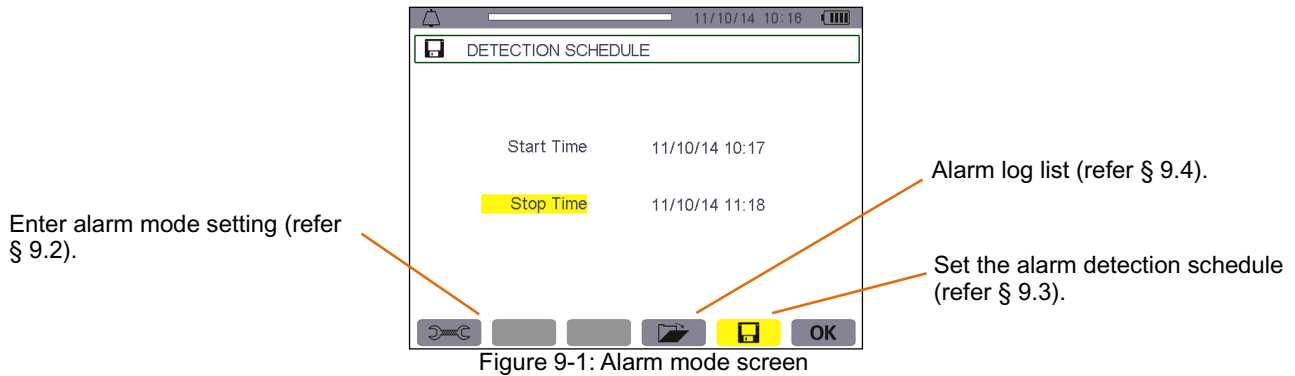 11/10/14 10:16
DETECTION SCHEDULE
Start Time 11/10/14 10:17
Stop Time 11/10/14 11:18
Enter alarm mode setting (refer
§ 9.2).
Alarm log list (refer § 9.4).
Set the alarm detection schedule
(refer § 9.3).
OK
Figure 9-1: Alarm mode screen